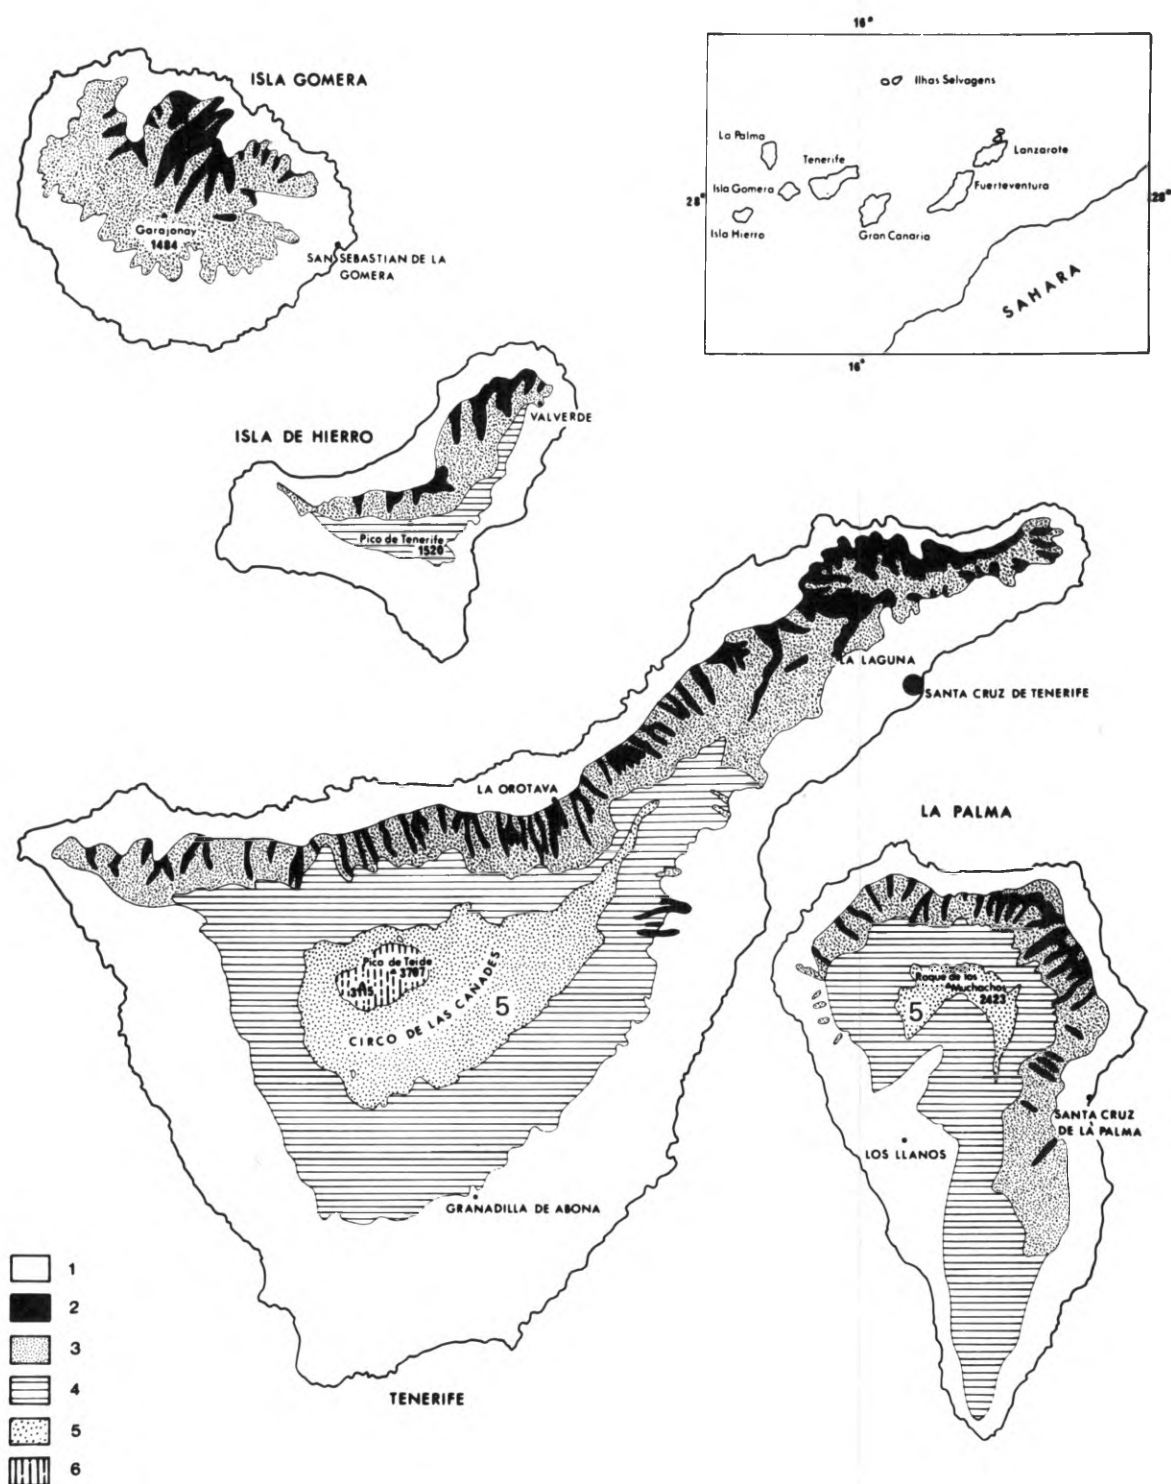 ISLA GOMERA
Garajonay
1484
SAN SEBASTIAN DE LA
GOMERA
16°
Ilhas Selvagens
La Palma
Tenerife
Lanzarote
Isla Gomera
Fuerteventura
28°
28°
Isla Hierro
Gran Canaria
SAHARA
16°
ISLA DE HIERRO
VALVERDE
Pico de Tenerife
1520
LA LAGUNA
SANTA CRUZ DE TENERIFE
LA OROTAVA
Pico de Teide
3707
3115
CIRCO DE LAS CAÑADES
5
GRANADILLA DE ABONA
TENERIFE
LA PALMA
Roque de los
Muchachos
2423
5
SANTA CRUZ
DE LA PALMA
LOS LLANOS
1
2
3
4
5
6